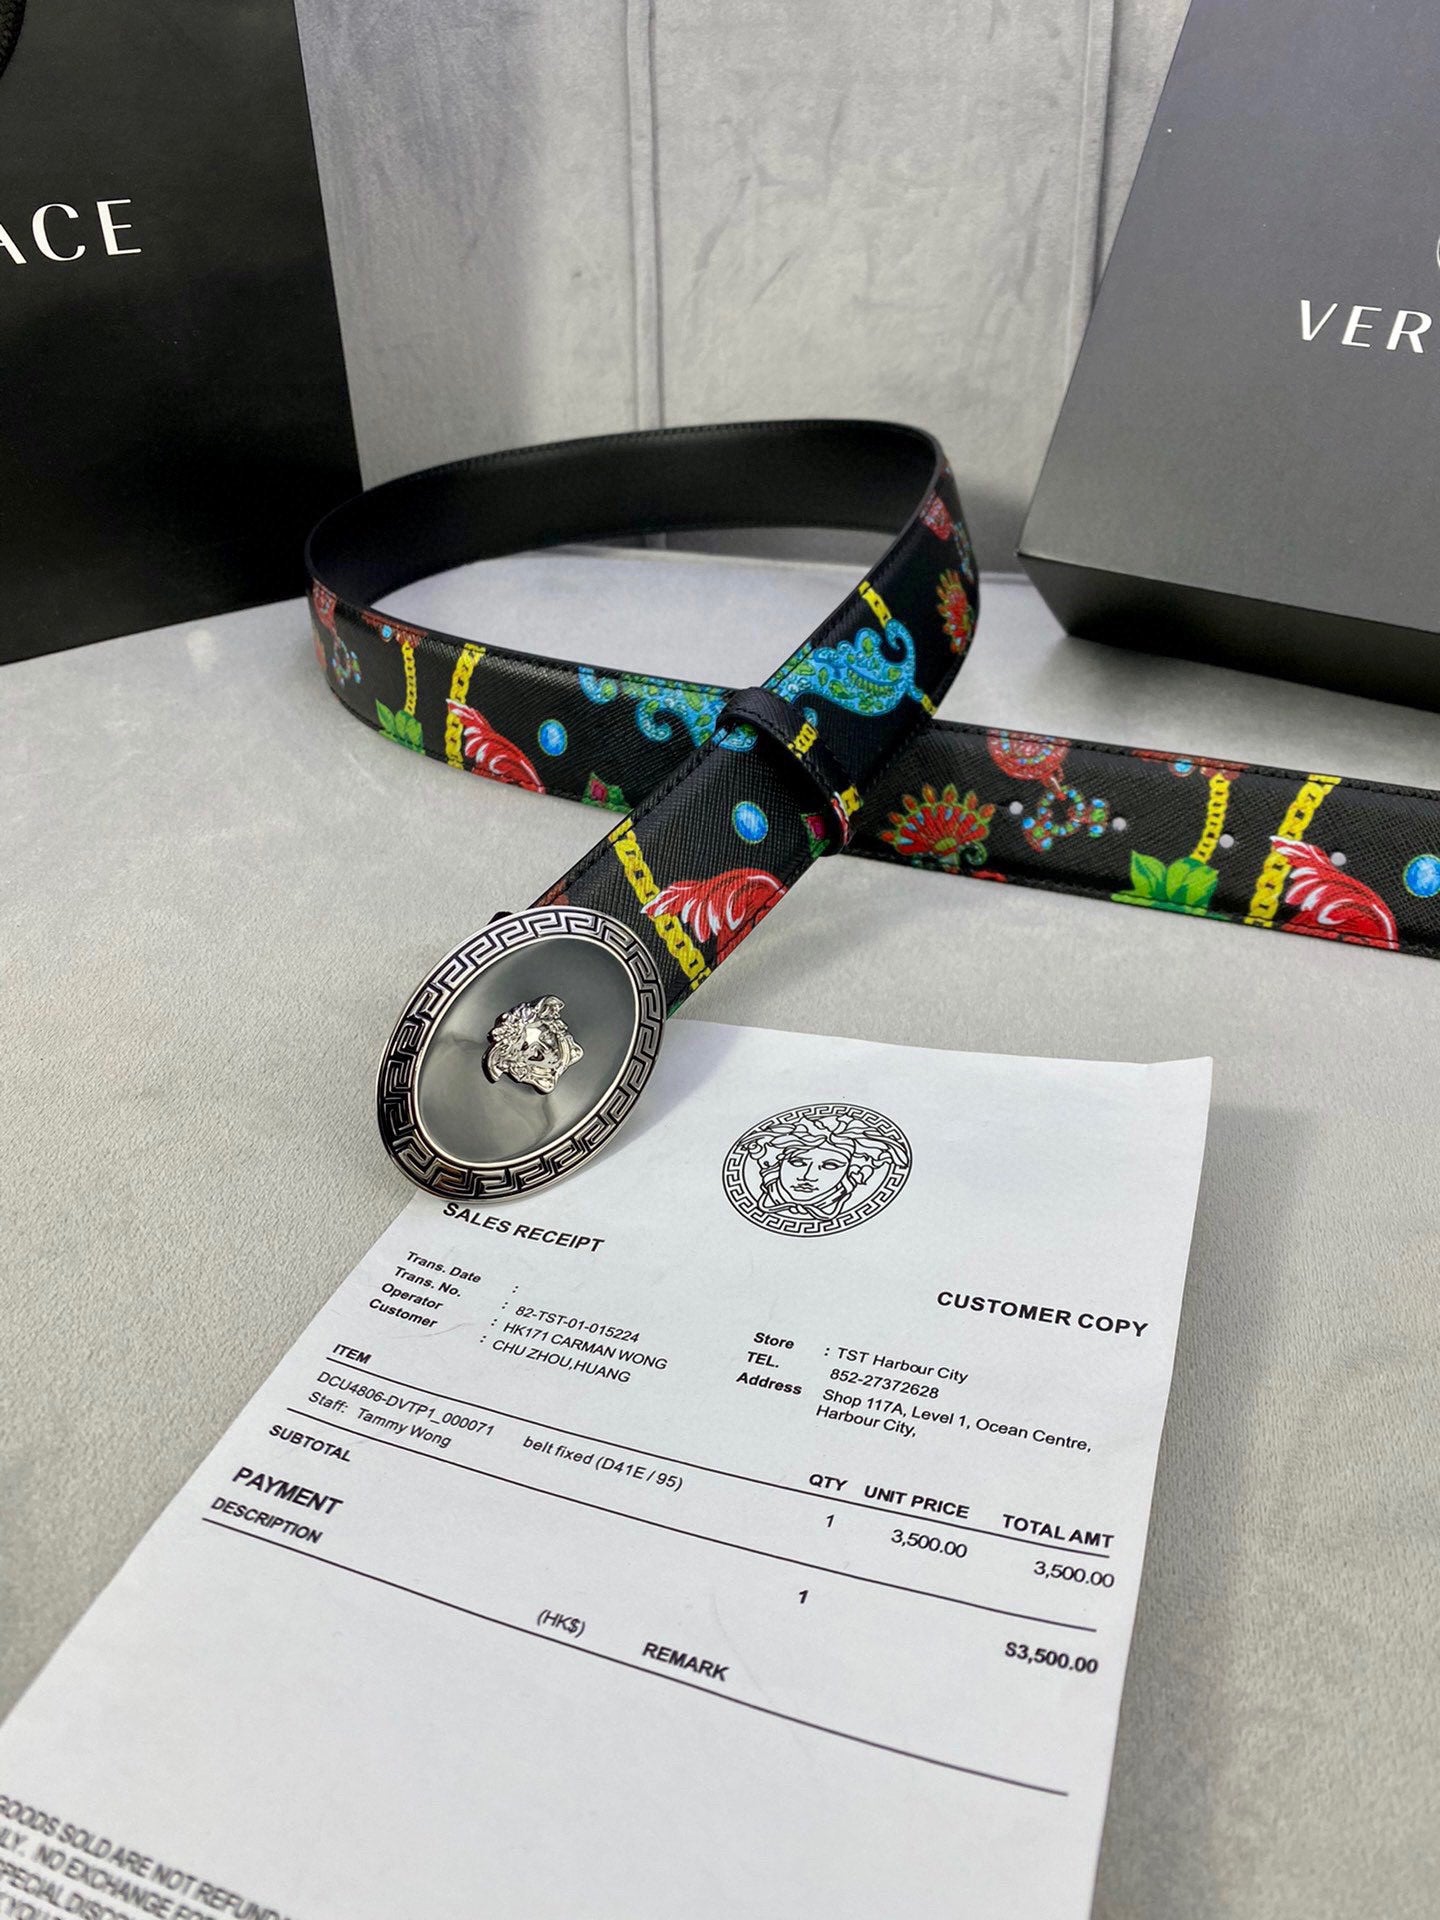 ACE
VER
SALES RECEIPT
CUSTOMER COPY
Trans. Date :
Trans. No. : 82-TST-01-015224
Operator : HK171 CARMAN WONG
Customer : CHU ZHOU,HUANG
Store : TST Harbour City
TEL. 852-27372628
Address Shop 117A, Level 1, Ocean Centre,
Harbour City,
ITEM QTY UNIT PRICE TOTAL AMT
DCU4806-DVTP1_000071 belt fixed (D41E / 95) 1 3,500.00 3,500.00
Staff: Tammy Wong
SUBTOTAL 1 $3,500.00
PAYMENT
DESCRIPTION (HK$) REMARK
GOODS SOLD ARE NOT REFUND
NO EXCHANGE FOR
SPECIAL DISC